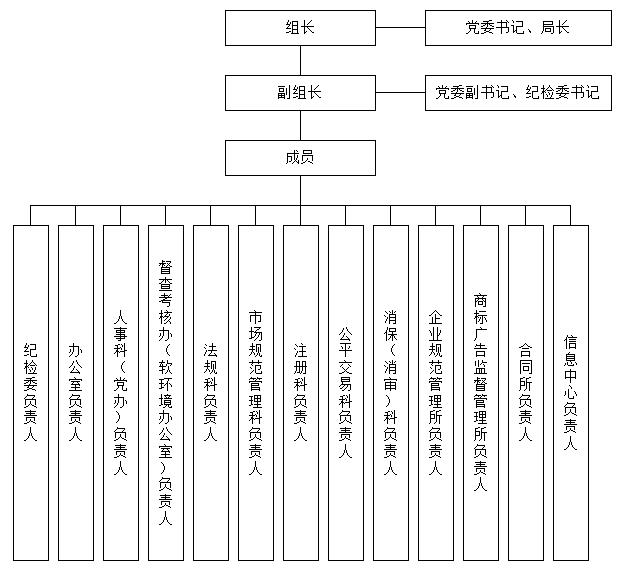 组长
党委书记、局长
副组长
党委副书记、纪检委书记
成员
纪检委负责人
办公室负责人
人事科（党办）负责人
督查考核办（软环境办公室）负责人
法规科负责人
市场规范管理科负责人
注册科负责人
公平交易科负责人
消保（消审）科负责人
企业规范管理所负责人
商标广告监督管理所负责人
合同所负责人
信息中心负责人